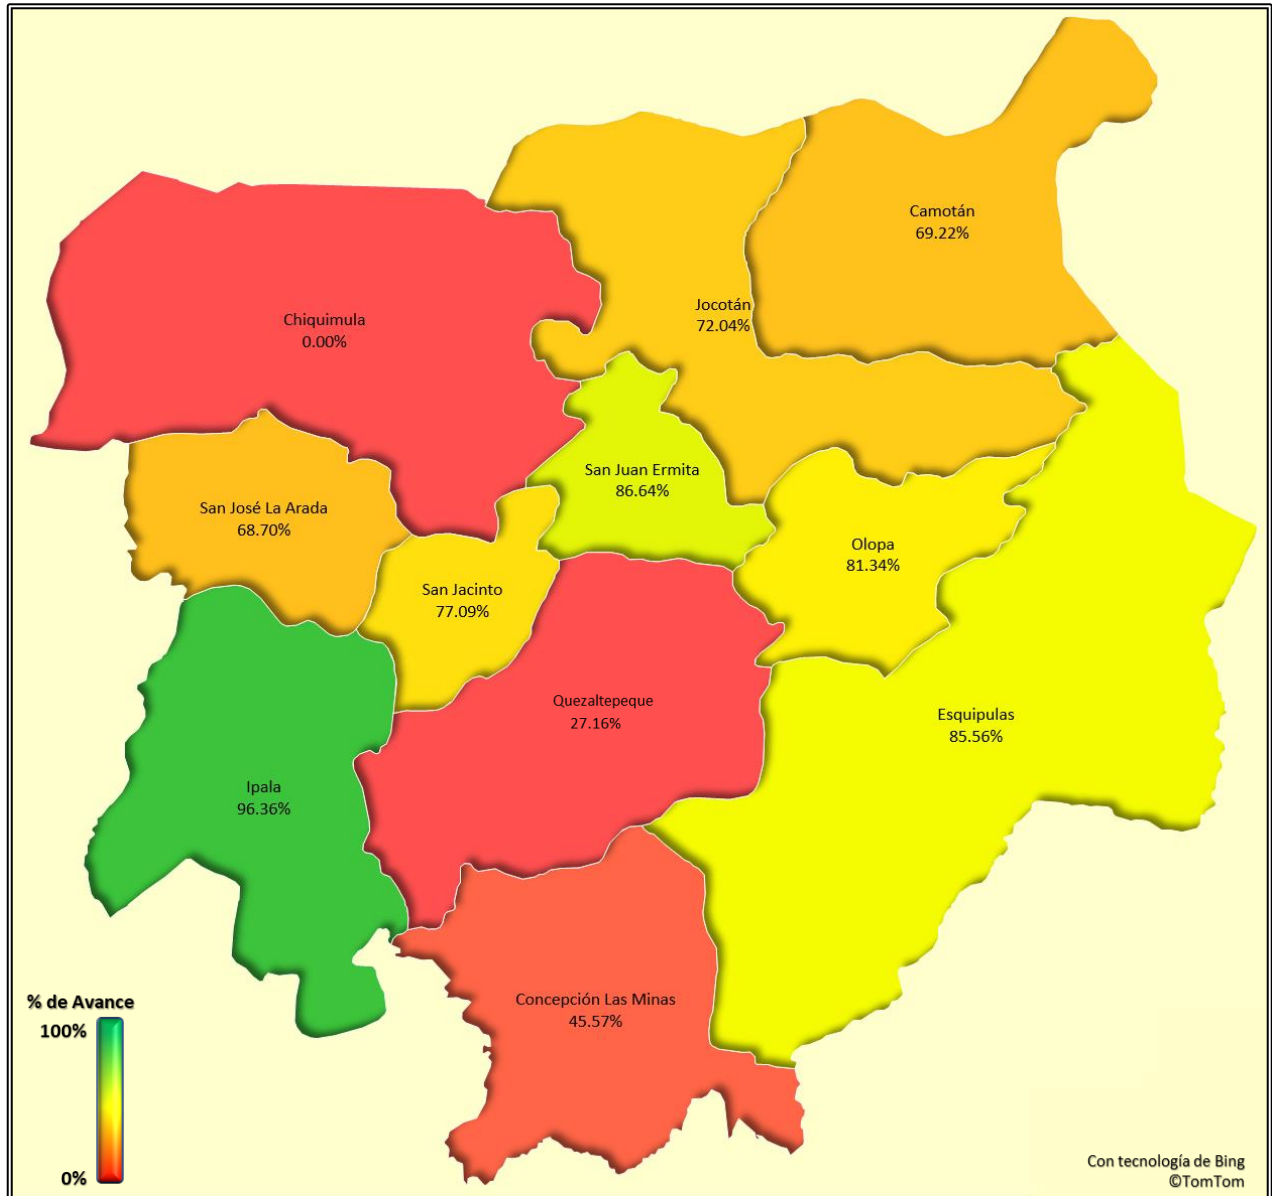 Camotán
69.22%
Jocotán
72.04%
Chiquimula
0.00%
San Juan Ermita
86.64%
San José La Arada
68.70%
Olopa
81.34%
San Jacinto
77.09%
Quezaltepeque
27.16%
Esquipulas
85.56%
Ipala
96.36%
Concepción Las Minas
45.57%
% de Avance
100%
0%
Con tecnología de Bing
©TomTom